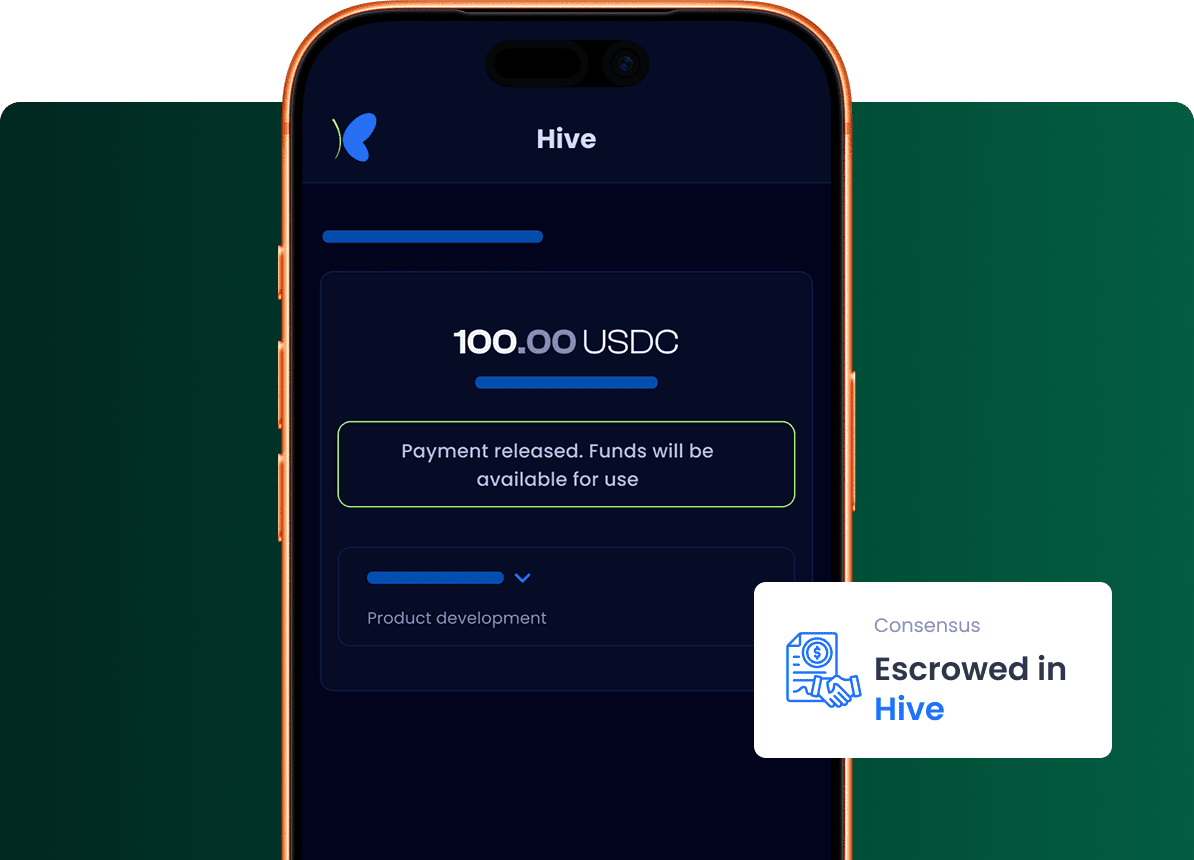 Hive
100.00 USDC
Payment released. Funds will be
available for use
Product development
Consensus
Escrowed in
Hive